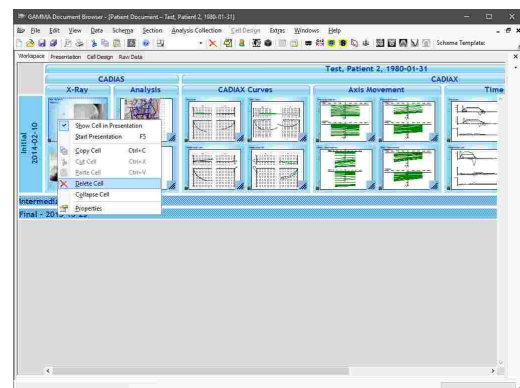 GAMMA Document Browser - [Patient Document - Test, Patient 2, 1980-01-31]
File Edit View Data Schema Section Analysis Collection Cell Design Extras Windows Help
Schema Template:
Workspace Presentation Cell Design Raw Data
Test, Patient 2, 1980-01-31
CADIAS CADIAX
X-Ray Analysis CADIAX Curves Axis Movement Time
Initial
2014-02-10
Show Cell in Presentation
Start Presentation F5
Copy Cell Ctrl+C
Cut Cell Ctrl+X
Paste Cell Ctrl+V
Delete Cell
Collapse Cell
Properties
Intermedia
Final - 201